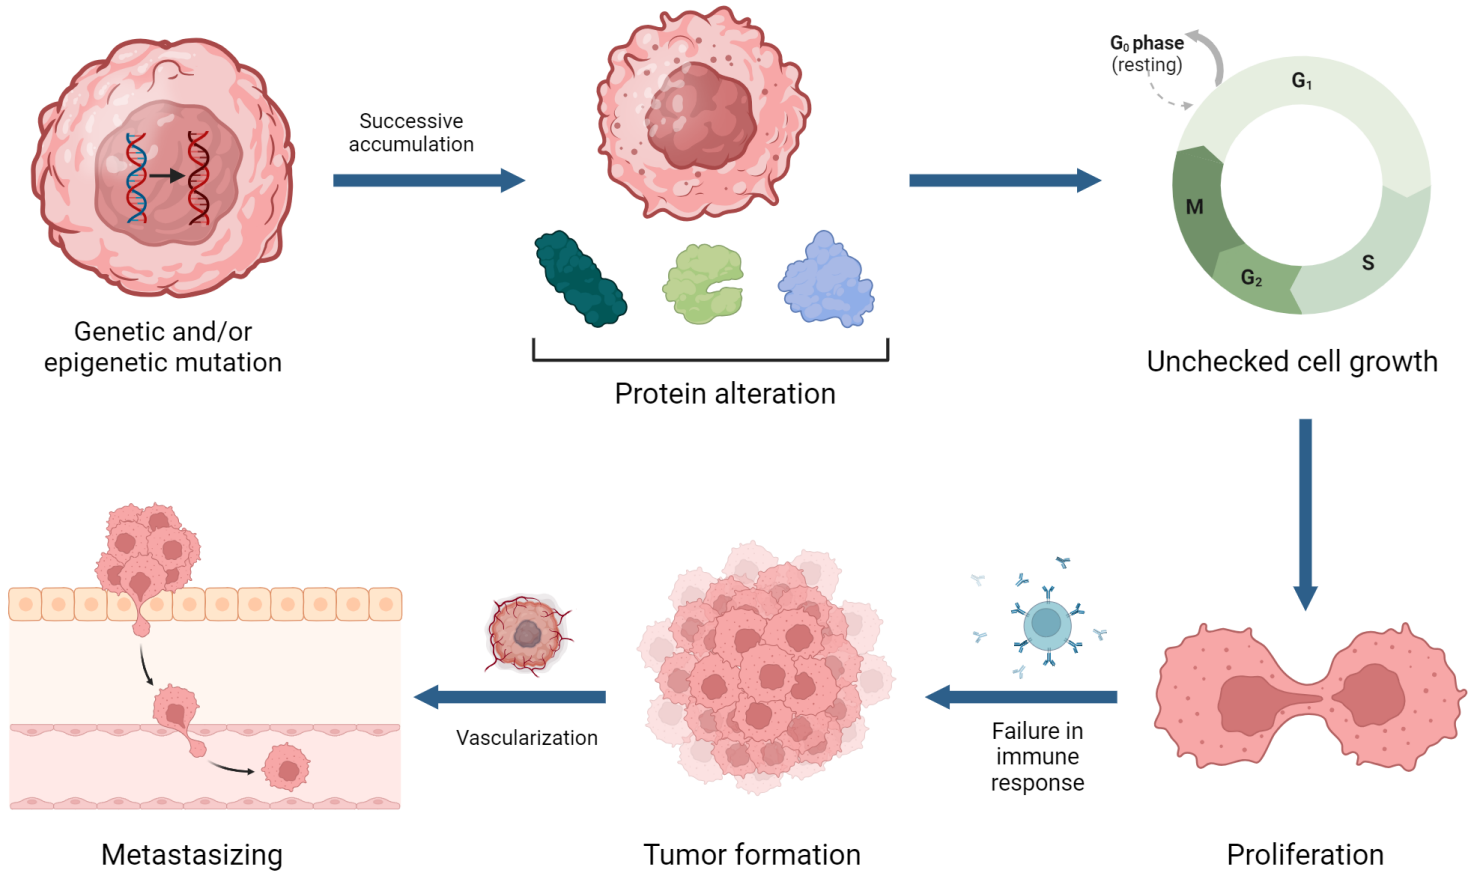 Genetic and/or
epigenetic mutation
Successive
accumulation
Protein alteration
G₀ phase
(resting)
G₁
S
G₂
M
Unchecked cell growth
Proliferation
Failure in
immune
response
Tumor formation
Vascularization
Metastasizing